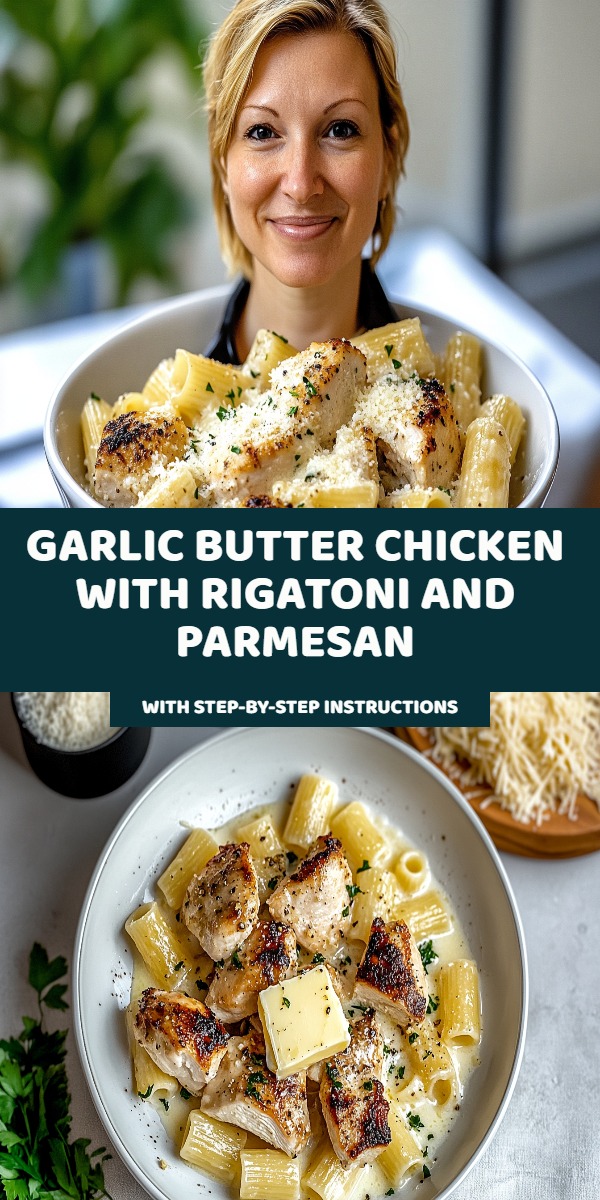 GARLIC BUTTER CHICKEN
WITH RIGATONI AND
PARMESAN
WITH STEP-BY-STEP INSTRUCTIONS